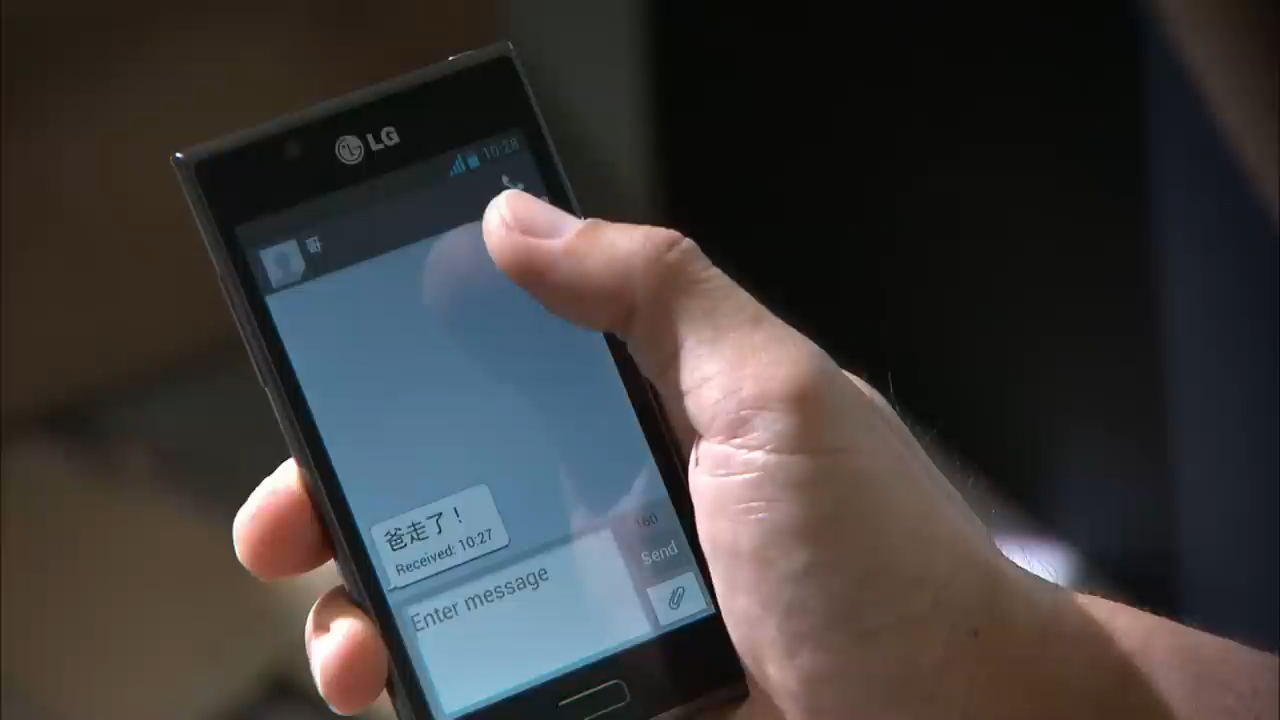 LG
10:28
哥
爸走了！
Received: 10:27
160
Enter message
Send